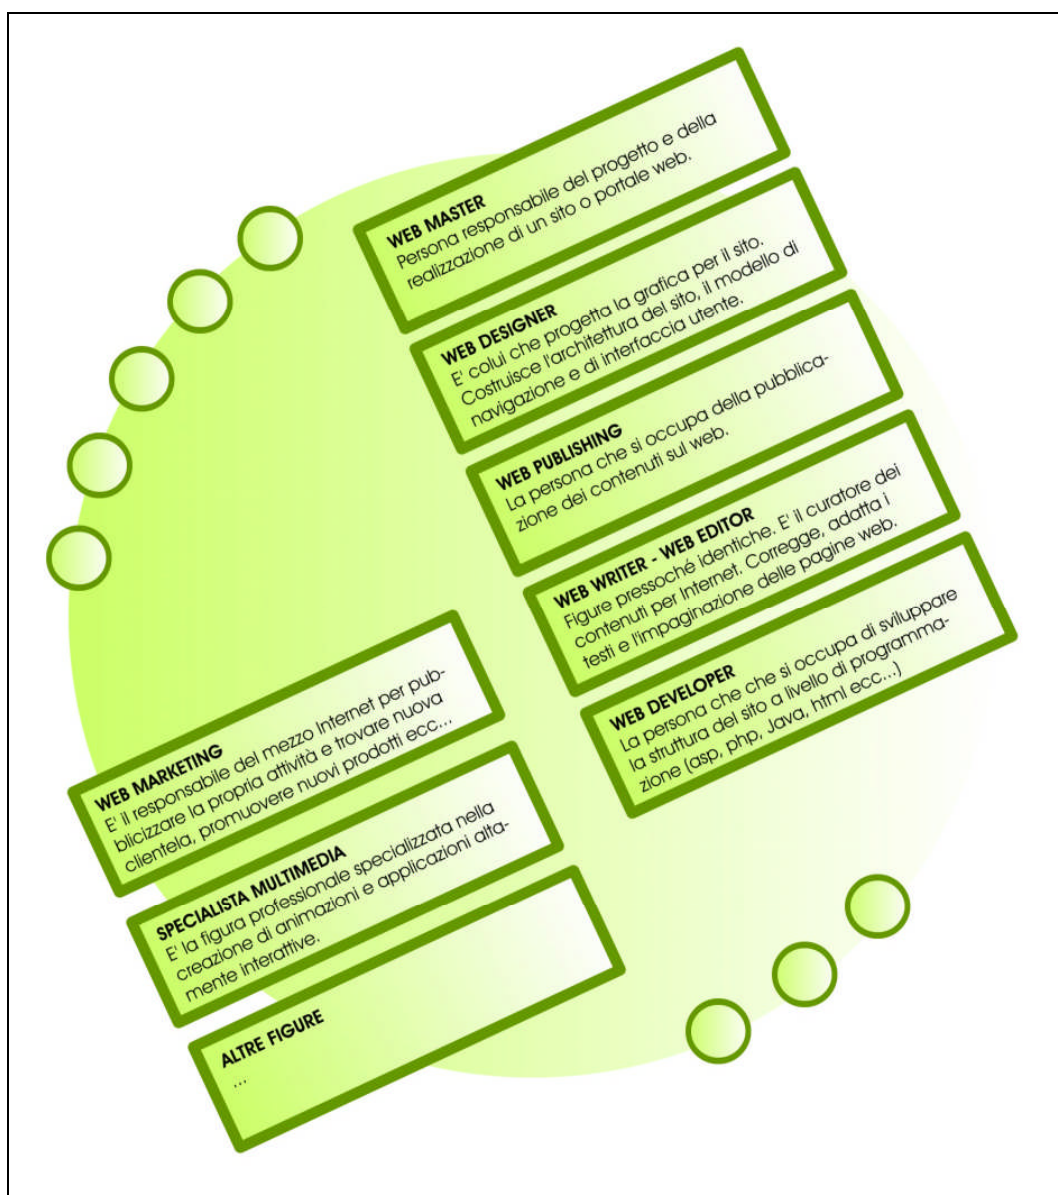 WEB MASTER
Persona responsabile del progetto e della
realizzazione di un sito o portale web.
WEB DESIGNER
E' colui che progetta la grafica per il sito.
Costruisce l'architettura del sito, il modello di
navigazione e di interfaccia utente.
WEB PUBLISHING
La persona che si occupa della pubblica-
zione dei contenuti sul web.
WEB WRITER - WEB EDITOR
Figure pressoché identiche. E' il curatore dei
contenuti per Internet. Corregge, adatta i
testi e l'impaginazione delle pagine web.
WEB DEVELOPER
La persona che che si occupa di sviluppare
la struttura del sito a livello di programma-
zione (asp, php, Java, html ecc...)
WEB MARKETING
E' il responsabile del mezzo Internet per pub-
blicizzare la propria attività e trovare nuova
clientela, promuovere nuovi prodotti ecc...
SPECIALISTA MULTIMEDIA
E' la figura professionale specializzata nella
creazione di animazioni e applicazioni alta-
mente interattive.
ALTRE FIGURE
...